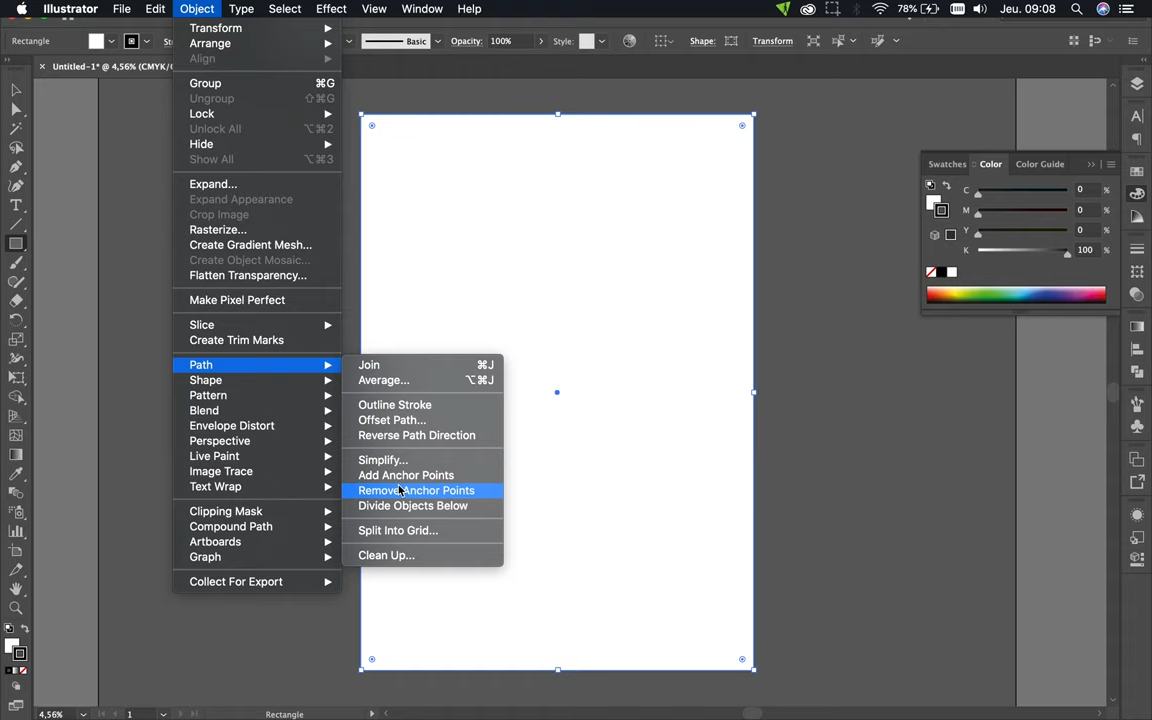 Illustrator File Edit Object Type Select Effect View Window Help 78% Jeu. 09:08
Rectangle Basic Opacity: 100% Style: Shape: Transform
Untitled-1* @ 4,56% (CMYK/
Transform
Arrange
Align
Group ⌘G
Ungroup ⇧⌘G
Lock
Unlock All ⌥⌘2
Hide
Show All ⌥⌘3
Expand...
Expand Appearance
Crop Image
Rasterize...
Create Gradient Mesh...
Create Object Mosaic...
Flatten Transparency...
Make Pixel Perfect
Slice
Create Trim Marks
Path
Shape
Pattern
Blend
Envelope Distort
Perspective
Live Paint
Image Trace
Text Wrap
Clipping Mask
Compound Path
Artboards
Graph
Collect For Export
Join ⌘J
Average... ⌥⌘J
Outline Stroke
Offset Path...
Reverse Path Direction
Simplify...
Add Anchor Points
Remove Anchor Points
Divide Objects Below
Split Into Grid...
Clean Up...
Swatches Color Color Guide
C 0 %
M 0 %
Y 0 %
K 100 %
4,56% 1 Rectangle